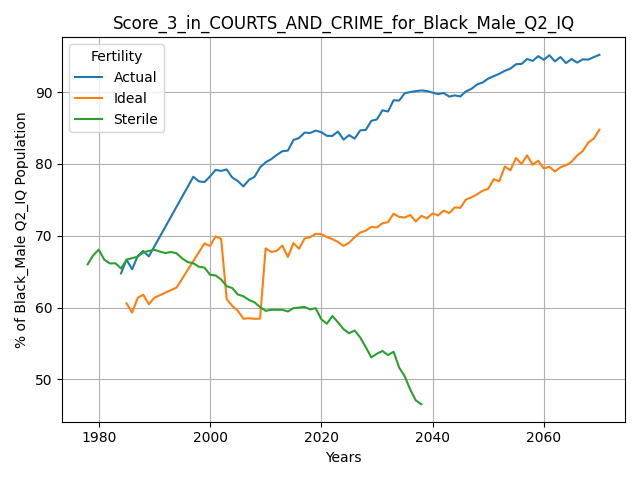 Score_3_in_COURTS_AND_CRIME_for_Black_Male_Q2_IQ
Fertility
Actual
Ideal
Sterile
% of Black_Male Q2_IQ Population
90
80
70
60
50
1980
2000
2020
2040
2060
Years